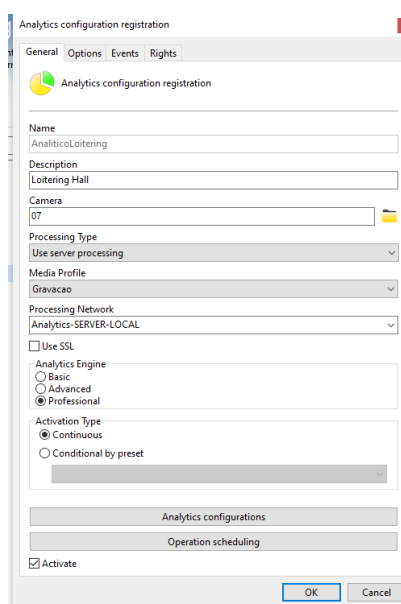 Analytics configuration registration
General Options Events Rights
Analytics configuration registration
Name
AnaliticoLoitering
Description
Loitering Hall
Camera
07
Processing Type
Use server processing
Media Profile
Gravacao
Processing Network
Analytics-SERVER-LOCAL
Use SSL
Analytics Engine
Basic
Advanced
Professional
Activation Type
Continuous
Conditional by preset
Analytics configurations
Operation scheduling
Activate
OK Cancel